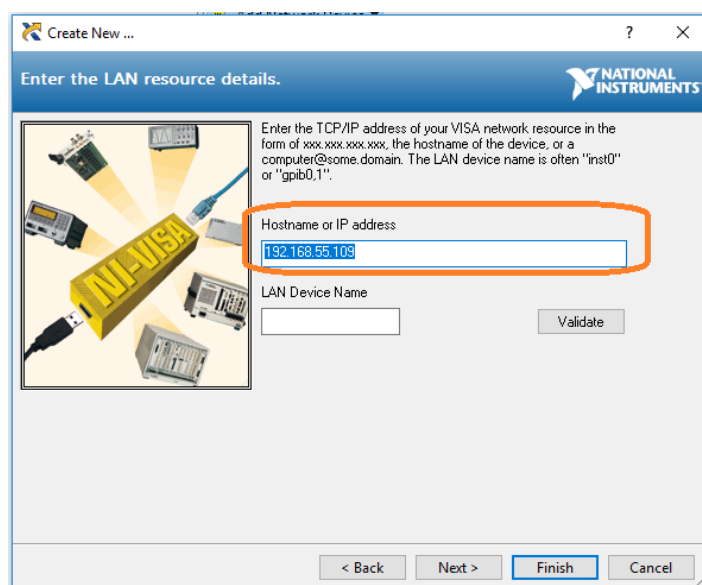 Create New ...
?
Enter the LAN resource details.
NATIONAL
INSTRUMENTS
Enter the TCP/IP address of your VISA network resource in the
form of xxx.xxx.xxx.xxx, the hostname of the device, or a
computer@some.domain. The LAN device name is often "inst0"
or "gpib0,1".
NI-VISA
Hostname or IP address
192.168.55.109
LAN Device Name
Validate
< Back
Next >
Finish
Cancel